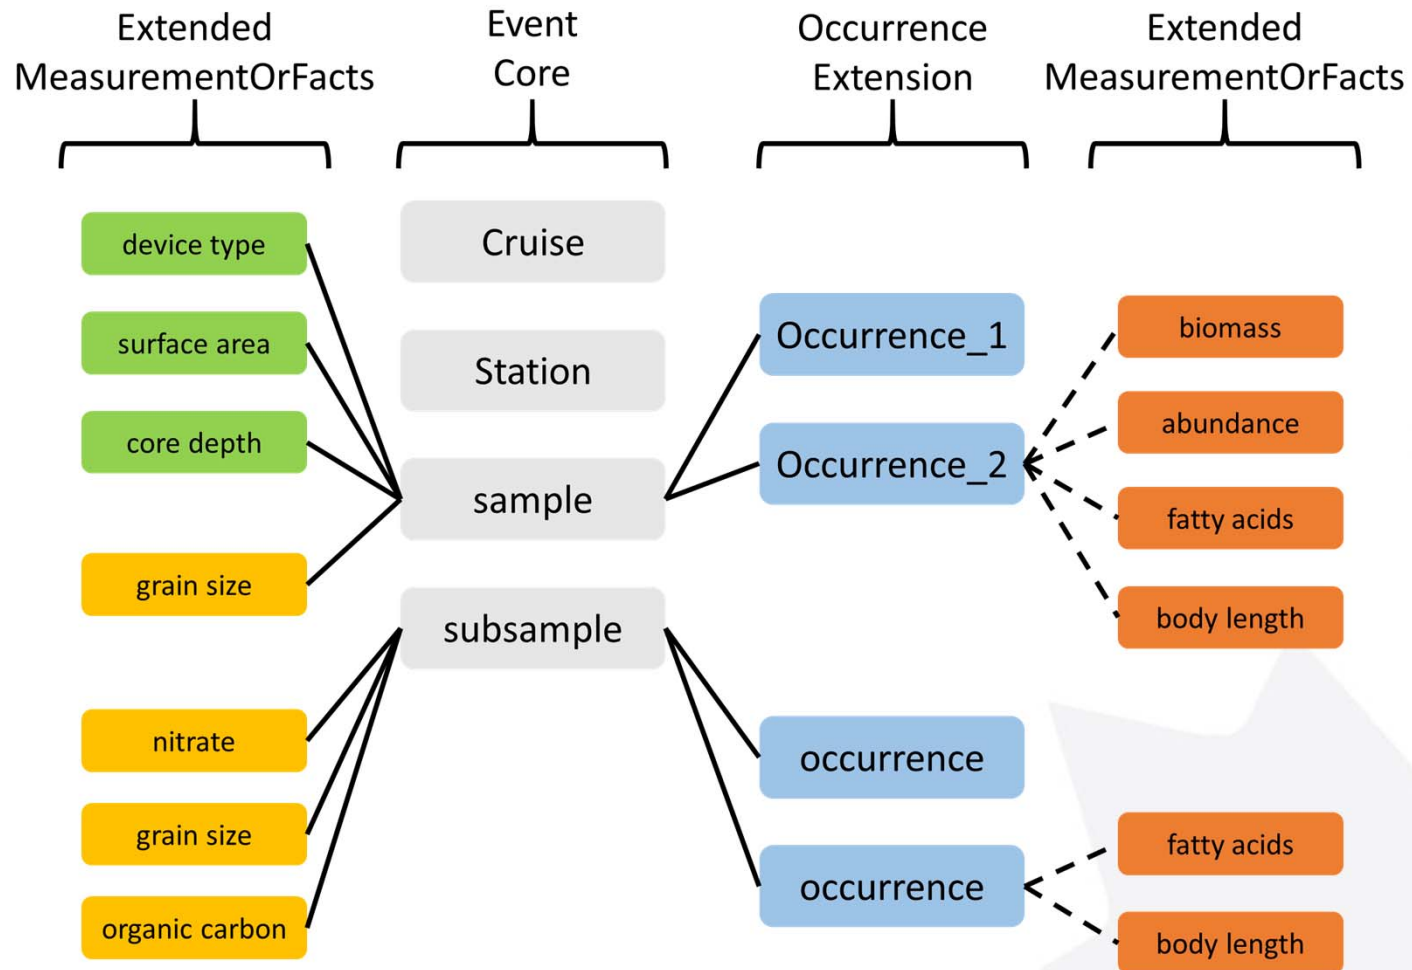 Extended
MeasurementOrFacts
Event
Core
Occurrence
Extension
Extended
MeasurementOrFacts
device type
surface area
core depth
grain size
nitrate
grain size
organic carbon
Cruise
Station
sample
subsample
Occurrence_1
Occurrence_2
occurrence
occurrence
biomass
abundance
fatty acids
body length
fatty acids
body length